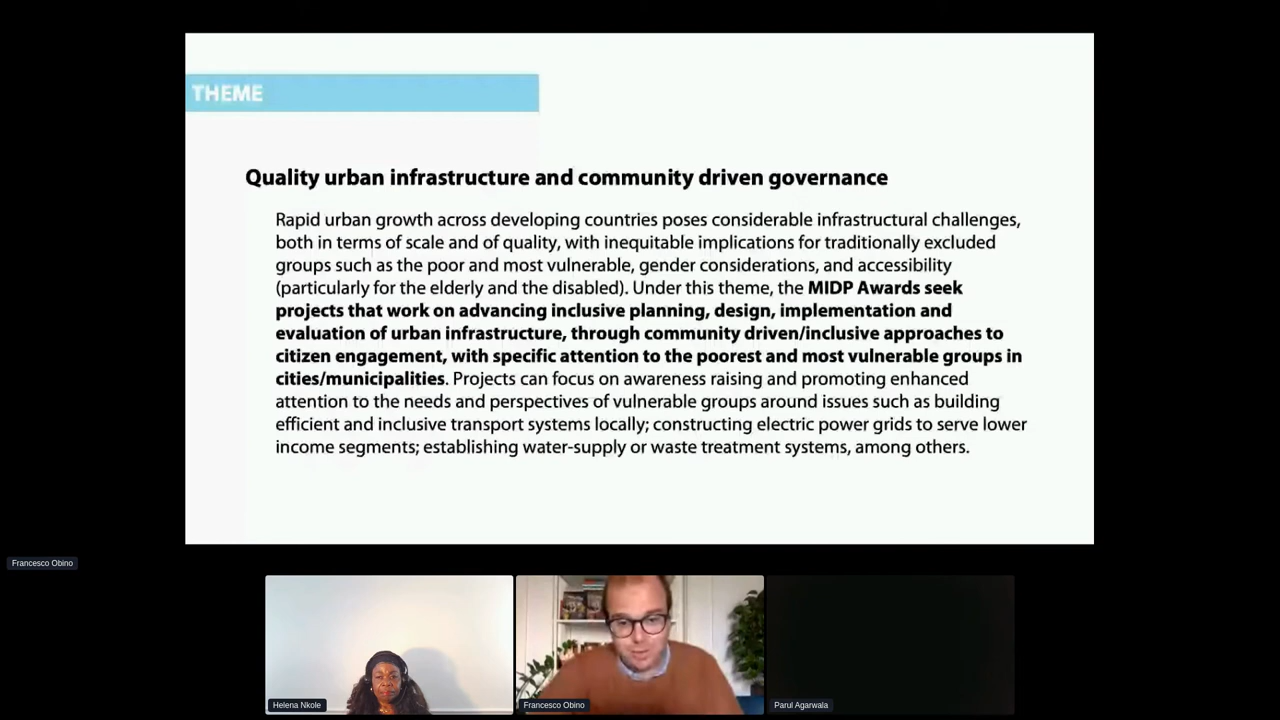 THEME
Quality urban infrastructure and community driven governance
Rapid urban growth across developing countries poses considerable infrastructural challenges,
both in terms of scale and of quality, with inequitable implications for traditionally excluded
groups such as the poor and most vulnerable, gender considerations, and accessibility
(particularly for the elderly and the disabled). Under this theme, the MIDP Awards seek
projects that work on advancing inclusive planning, design, implementation and
evaluation of urban infrastructure, through community driven/inclusive approaches to
citizen engagement, with specific attention to the poorest and most vulnerable groups in
cities/municipalities. Projects can focus on awareness raising and promoting enhanced
attention to the needs and perspectives of vulnerable groups around issues such as building
efficient and inclusive transport systems locally; constructing electric power grids to serve lower
income segments; establishing water-supply or waste treatment systems, among others.
Francesco Obino
Helena Nkole
Francesco Obino
Parul Agarwala